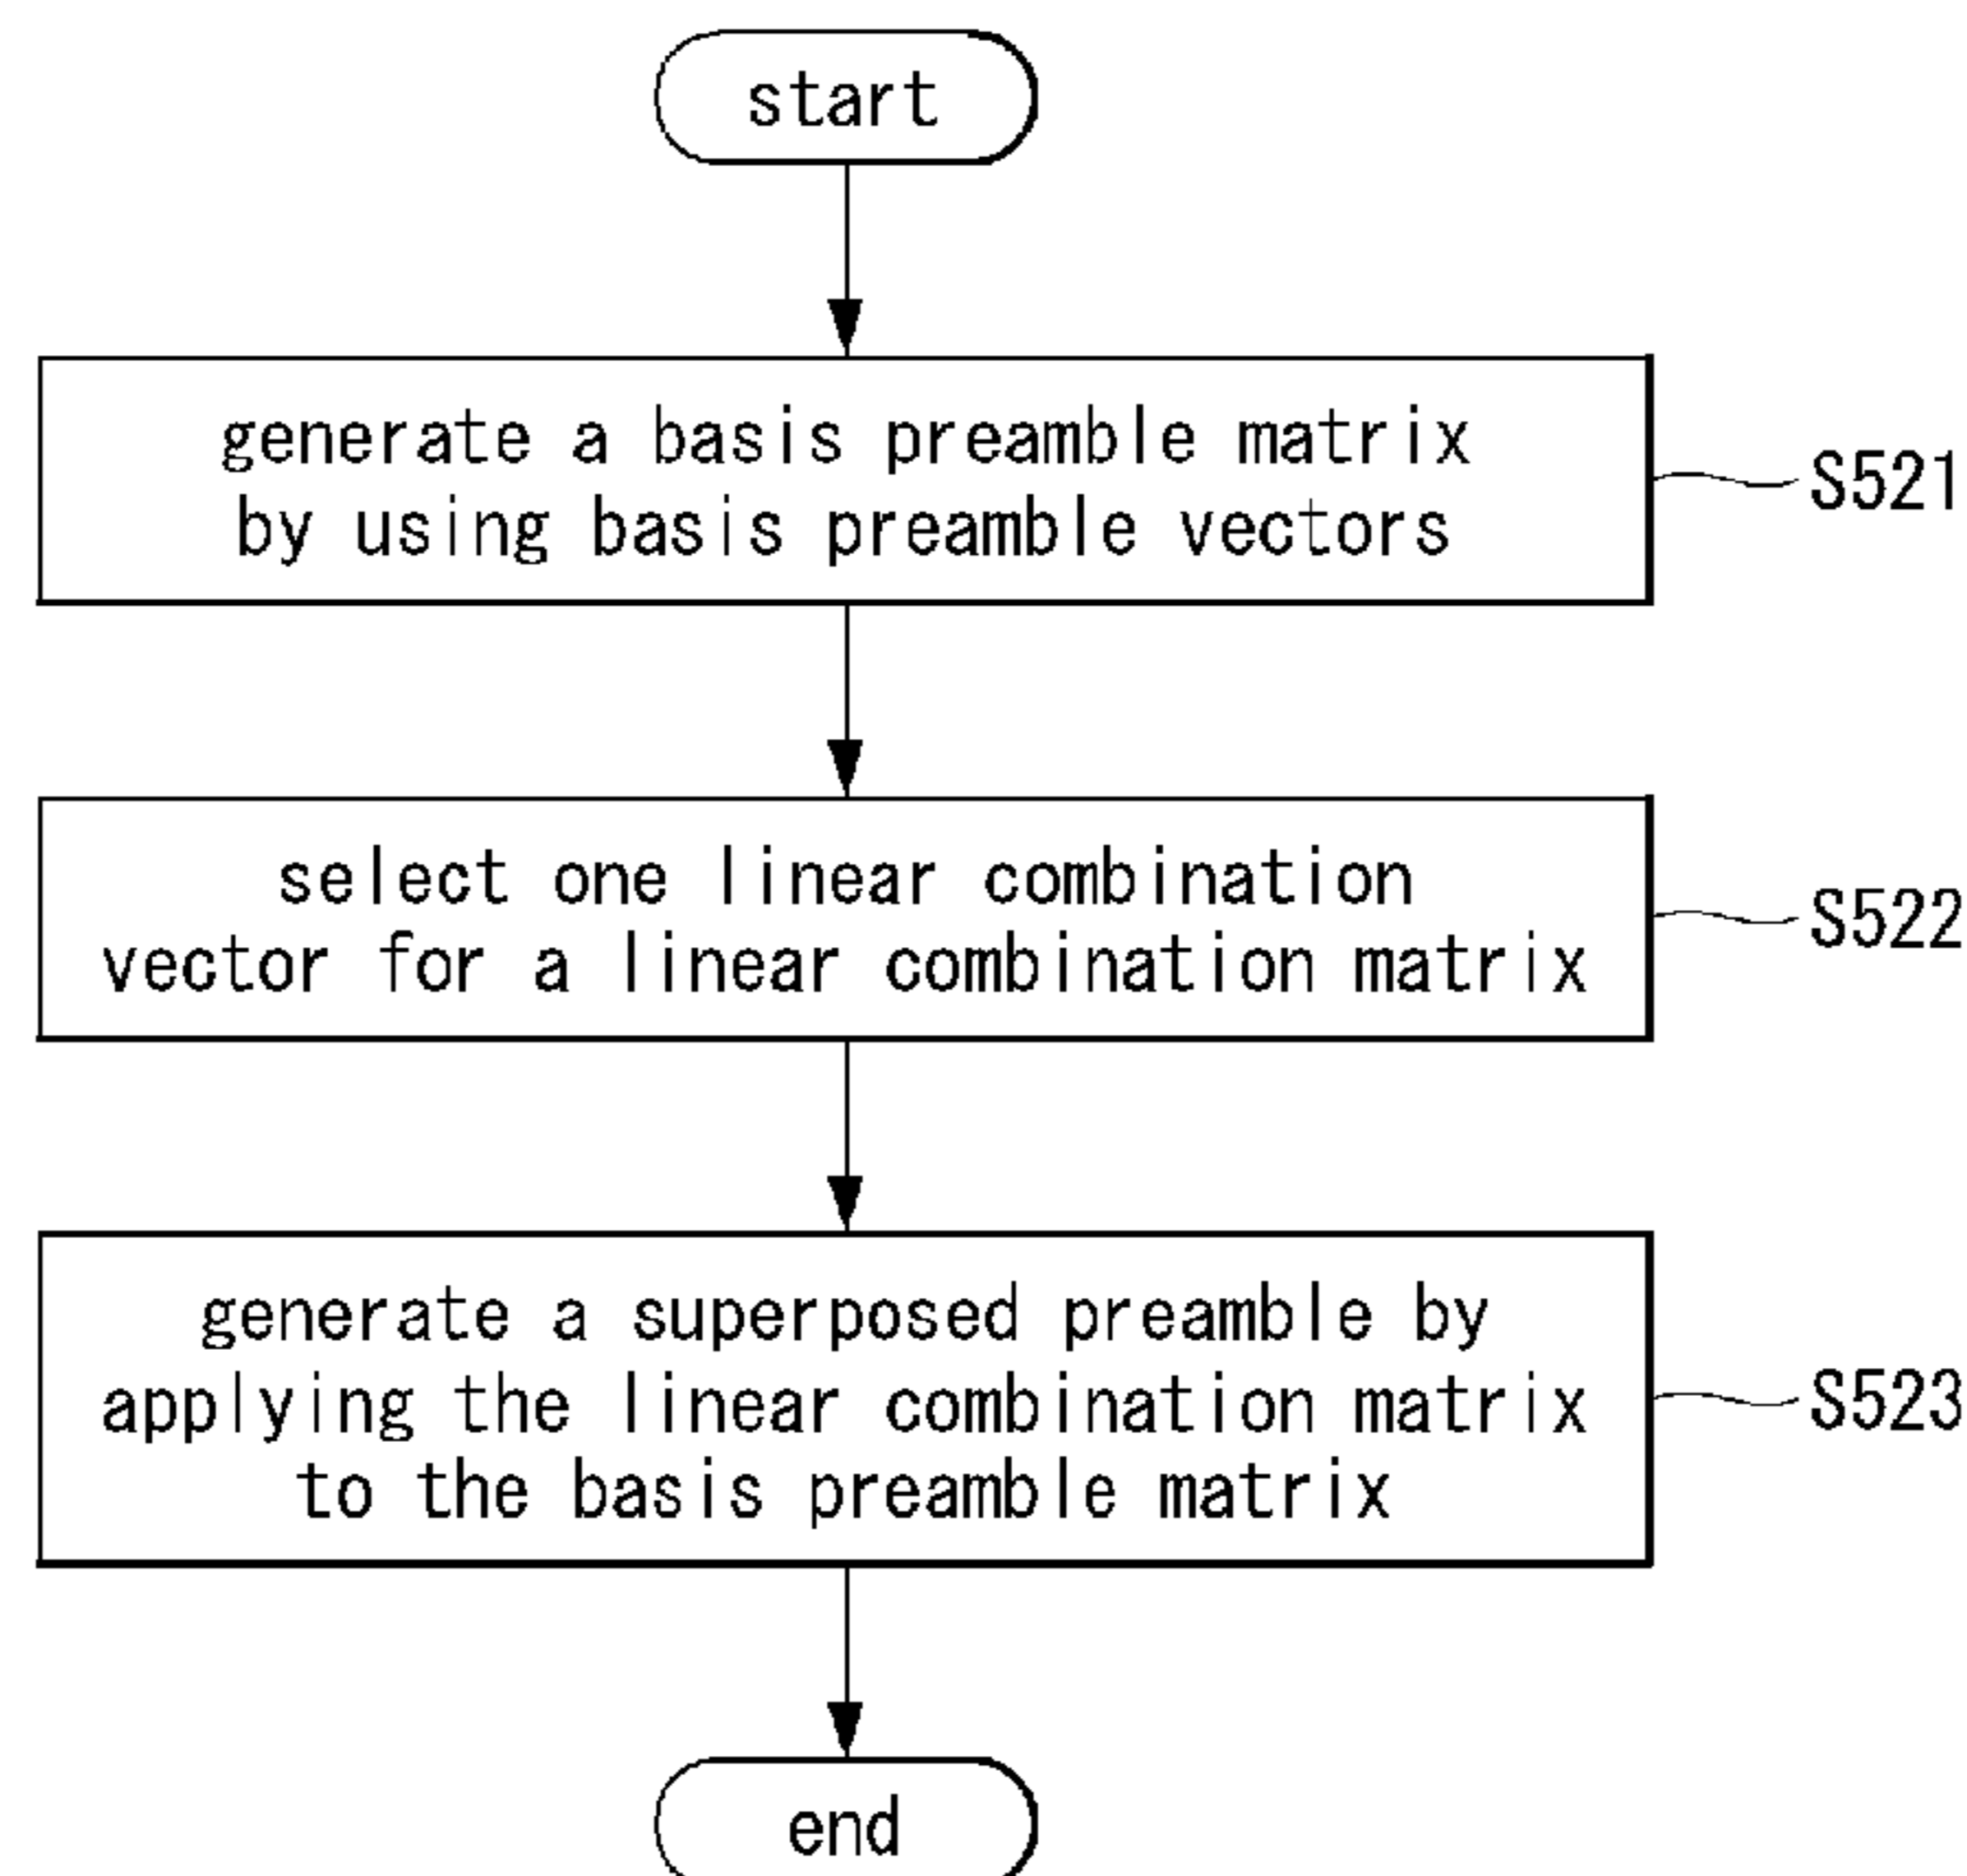 start
generate a basis preamble matrix
by using basis preamble vectors
S521
select one linear combination
vector for a linear combination matrix
S522
generate a superposed preamble by
applying the linear combination matrix
to the basis preamble matrix
S523
end